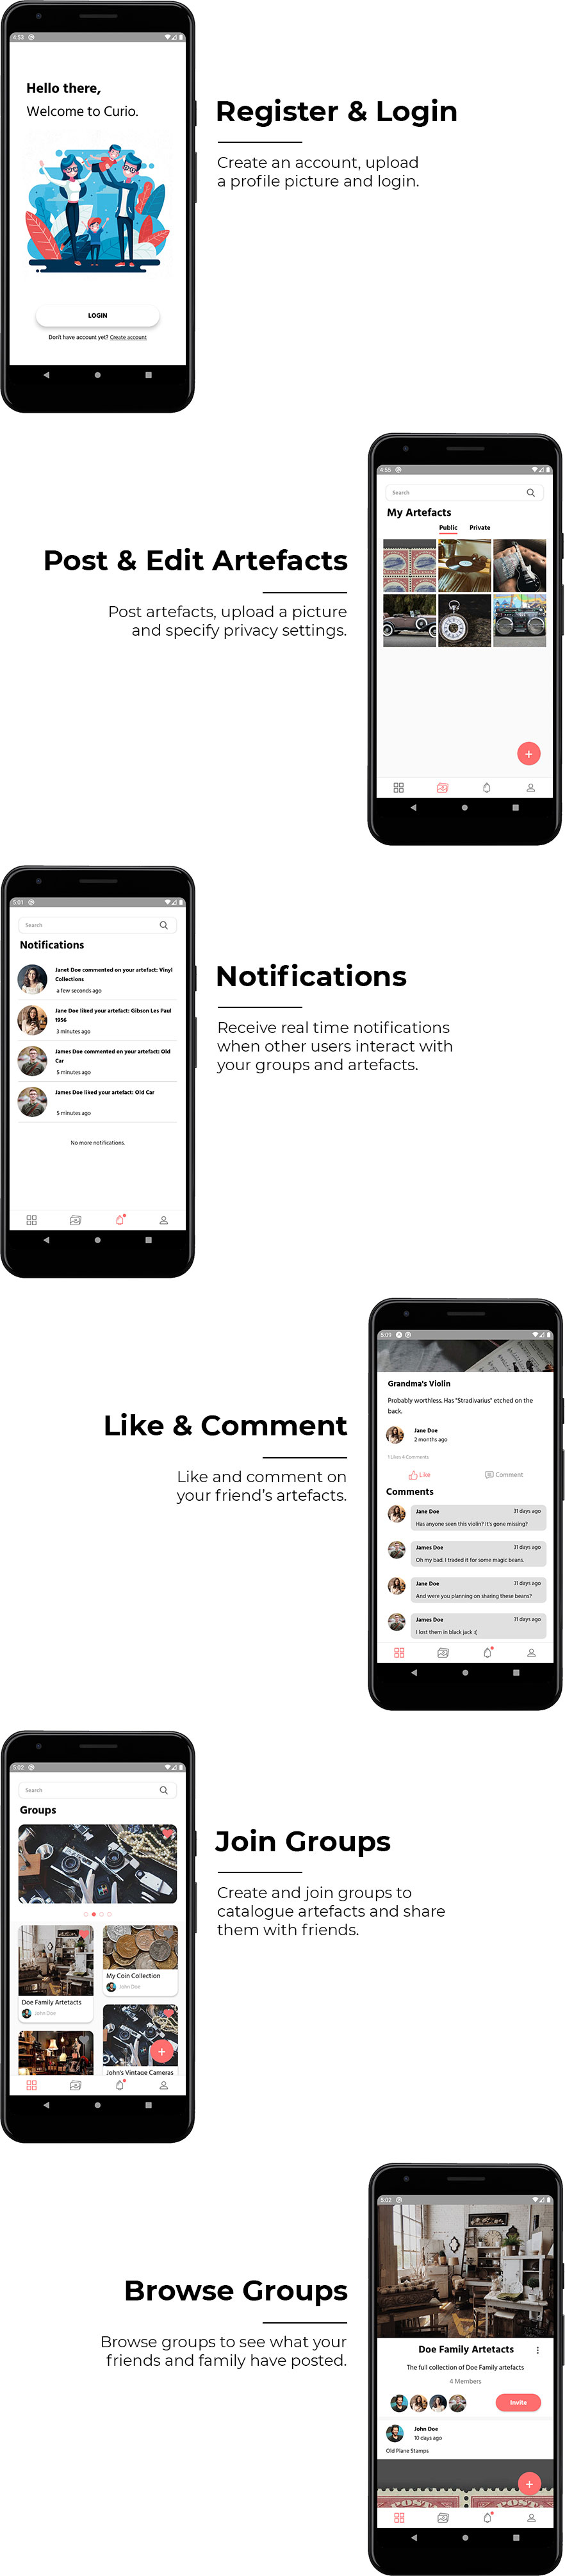 4:53
Hello there,
Welcome to Curio.
LOGIN
Don't have account yet? Create account
Register & Login
Create an account, upload
a profile picture and login.
Post & Edit Artefacts
Post artefacts, upload a picture
and specify privacy settings.
4:55
Search
My Artefacts
Public Private
+
5:01
Search
Notifications
Janet Doe commented on your artefact: Vinyl
Collections
a few seconds ago
Jane Doe liked your artefact: Gibson Les Paul
1956
3 minutes ago
James Doe commented on your artefact: Old
Car
5 minutes ago
James Doe liked your artefact: Old Car
5 minutes ago
No more notifications.
Notifications
Receive real time notifications
when other users interact with
your groups and artefacts.
Like & Comment
Like and comment on
your friend's artefacts.
5:09
Grandma's Violin
Probably worthless. Has "Stradivarius" etched on the
back.
Jane Doe
2 months ago
1 Likes 4 Comments
Like Comment
Comments
Jane Doe 31 days ago
Has anyone seen this violin? It's gone missing?
James Doe 31 days ago
Oh my bad. I traded it for some magic beans.
Jane Doe 31 days ago
And were you planning on sharing these beans?
James Doe 31 days ago
I lost them in black jack :(
5:02
Search
Groups
My Coin Collection
John Doe
Doe Family Artetacts
John Doe
+
John's Vintage Cameras
Join Groups
Create and join groups to
catalogue artefacts and share
them with friends.
Browse Groups
Browse groups to see what your
friends and family have posted.
5:02
Doe Family Artetacts
The full collection of Doe Family artefacts
4 Members
Invite
John Doe
10 days ago
Old Plane Stamps
+